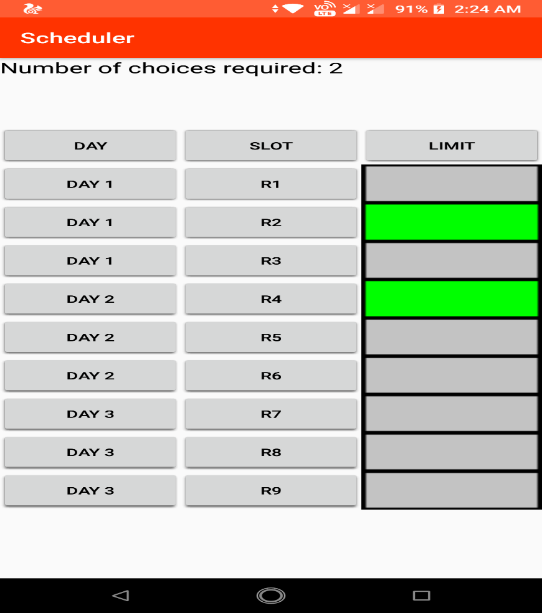 VO) LTE 91% 2:24 AM
Scheduler
Number of choices required: 2
DAY SLOT LIMIT
DAY 1 R1
DAY 1 R2
DAY 1 R3
DAY 2 R4
DAY 2 R5
DAY 2 R6
DAY 3 R7
DAY 3 R8
DAY 3 R9